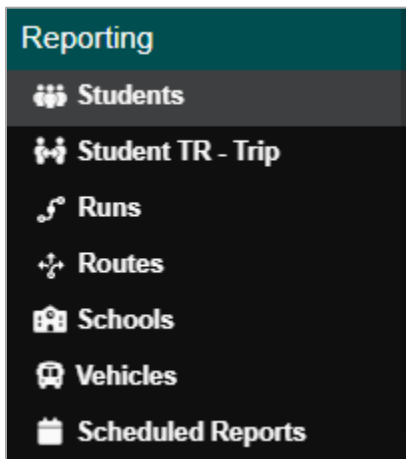 Reporting
Students
Student TR - Trip
Runs
Routes
Schools
Vehicles
Scheduled Reports